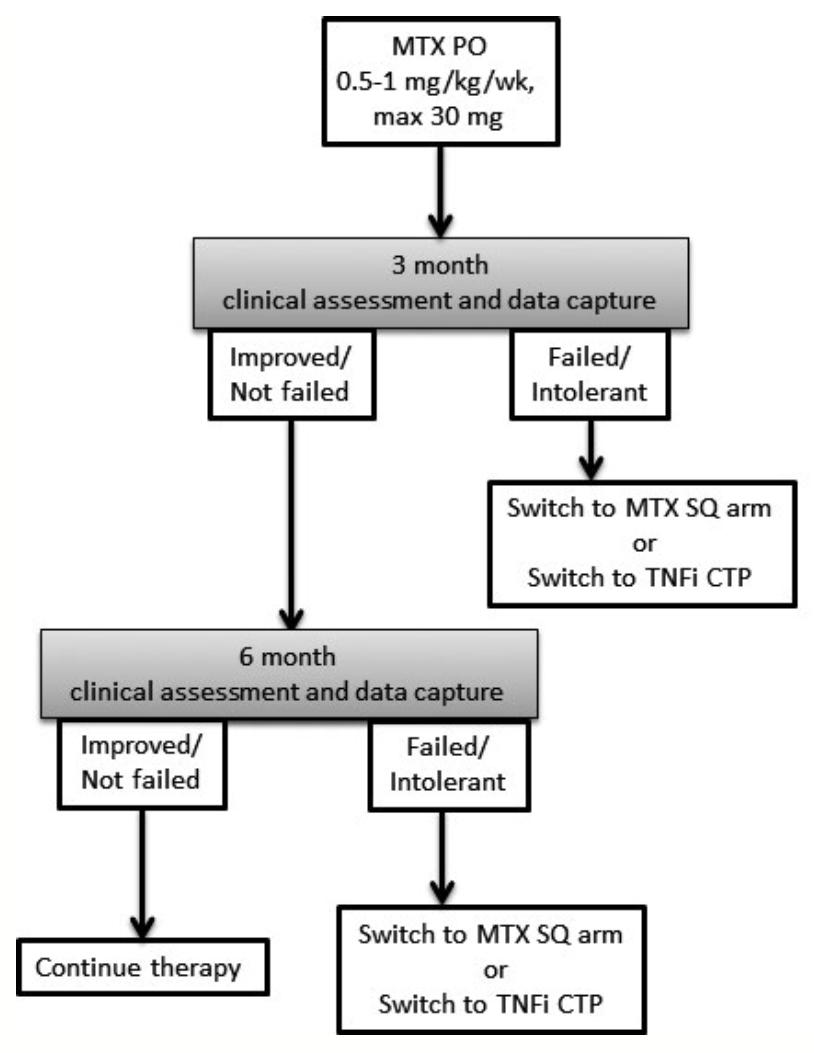 MTX PO
0.5-1 mg/kg/wk,
max 30 mg
3 month
clinical assessment and data capture
Improved/
Not failed
Failed/
Intolerant
Switch to MTX SQ arm
or
Switch to TNFi CTP
6 month
clinical assessment and data capture
Improved/
Not failed
Failed/
Intolerant
Continue therapy
Switch to MTX SQ arm
or
Switch to TNFi CTP